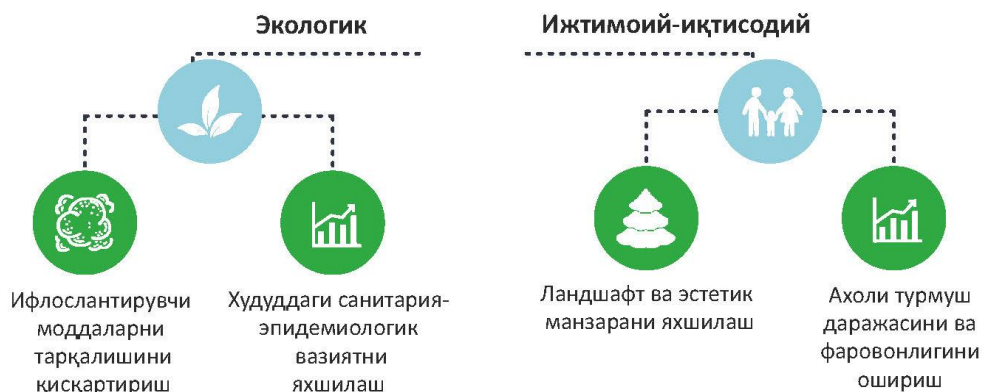 Экологик
Ижтимоий-иқтисодий
Ифлослантирувчи
моддаларни
тарқалишини
қисқартириш
Худуддаги санитария-
эпидемиологик
вазиятни
яхшилаш
Ландшафт ва эстетик
манзарани яхшилаш
Ахоли турмуш
даражасини ва
фаровонлигини
ошириш